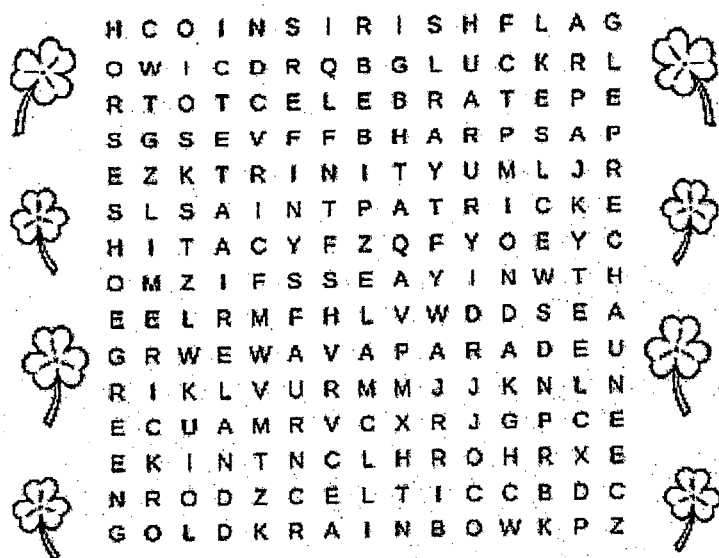 H C O I N S I R I S H F L A G
O W I C D R Q B G L U C K R L
R T O T C E L E B R A T E P E
S G S E V F F B H A R P S A P
E Z K T R I N I T Y U M L J R
S L S A I N T P A T R I C K E
H I T A C Y F Z Q F Y O E Y C
O M Z I F S S E A Y I N W T H
E E L R M F H L V W D D S E A
G R W E W A V A P A R A D E U
R I K L V U R M M J J K N L N
E C U A M R V C X R J G P C E
E K I N T N C L H R O H R X E
N R O D Z C E L T I C C B D C
G O L D K R A I N B O W K P Z